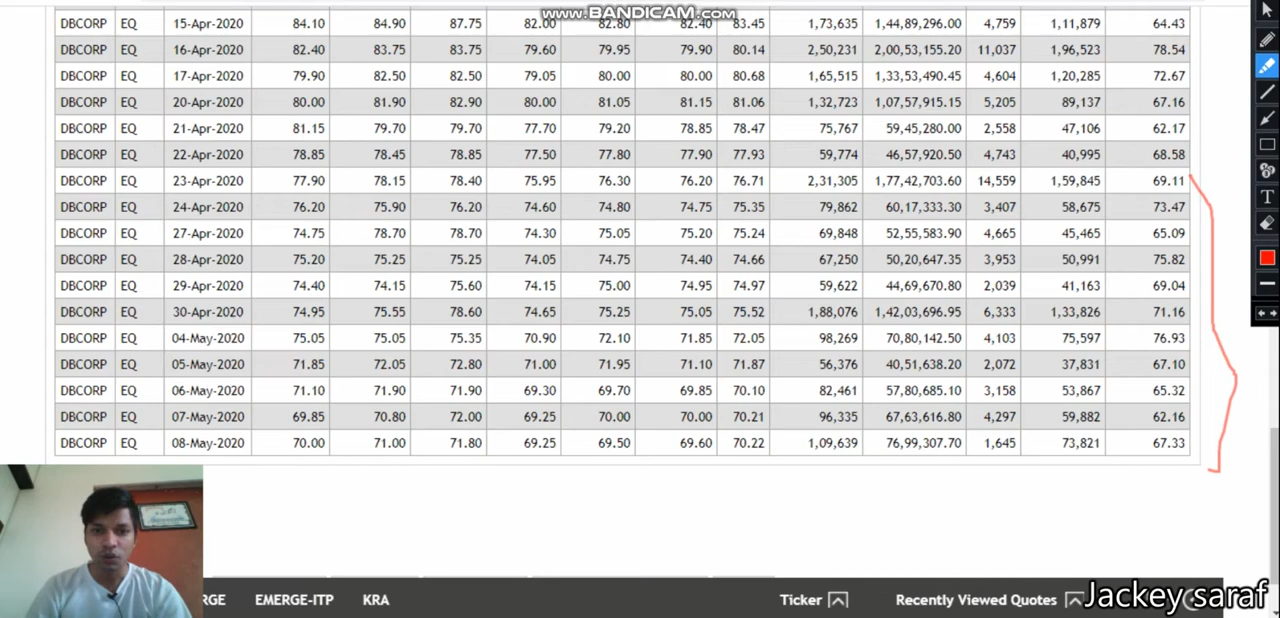 www.BANDICAM.com
DBCORP EQ 15-Apr-2020 84.10 84.90 87.75 82.00 82.80 82.40 83.45 1,73,635 1,44,89,296.00 4,759 1,11,879 64.43
DBCORP EQ 16-Apr-2020 82.40 83.75 83.75 79.60 79.95 79.90 80.14 2,50,231 2,00,53,155.20 11,037 1,96,523 78.54
DBCORP EQ 17-Apr-2020 79.90 82.50 82.50 79.05 80.00 80.00 80.68 1,65,515 1,33,53,490.45 4,604 1,20,285 72.67
DBCORP EQ 20-Apr-2020 80.00 81.90 82.90 80.00 81.05 81.15 81.06 1,32,723 1,07,57,915.15 5,205 89,137 67.16
DBCORP EQ 21-Apr-2020 81.15 79.70 79.70 77.70 79.20 78.85 78.47 75,767 59,45,280.00 2,558 47,106 62.17
DBCORP EQ 22-Apr-2020 78.85 78.45 78.85 77.50 77.80 77.90 77.93 59,774 46,57,920.50 4,743 40,995 68.58
DBCORP EQ 23-Apr-2020 77.90 78.15 78.40 75.95 76.30 76.20 76.71 2,31,305 1,77,42,703.60 14,559 1,59,845 69.11
DBCORP EQ 24-Apr-2020 76.20 75.90 76.20 74.60 74.80 74.75 75.35 79,862 60,17,333.30 3,407 58,675 73.47
DBCORP EQ 27-Apr-2020 74.75 78.70 78.70 74.30 75.05 75.20 75.24 69,848 52,55,583.90 4,665 45,465 65.09
DBCORP EQ 28-Apr-2020 75.20 75.25 75.25 74.05 74.75 74.40 74.66 67,250 50,20,647.35 3,953 50,991 75.82
DBCORP EQ 29-Apr-2020 74.40 74.15 75.60 74.15 75.00 74.95 74.97 59,622 44,69,670.80 2,039 41,163 69.04
DBCORP EQ 30-Apr-2020 74.95 75.55 78.60 74.65 75.25 75.05 75.52 1,88,076 1,42,03,696.95 6,333 1,33,826 71.16
DBCORP EQ 04-May-2020 75.05 75.05 75.35 70.90 72.10 71.85 72.05 98,269 70,80,142.50 4,103 75,597 76.93
DBCORP EQ 05-May-2020 71.85 72.05 72.80 71.00 71.95 71.10 71.87 56,376 40,51,638.20 2,072 37,831 67.10
DBCORP EQ 06-May-2020 71.10 71.90 71.90 69.30 69.70 69.85 70.10 82,461 57,80,685.10 3,158 53,867 65.32
DBCORP EQ 07-May-2020 69.85 70.80 72.00 69.25 70.00 70.00 70.21 96,335 67,63,616.80 4,297 59,882 62.16
DBCORP EQ 08-May-2020 70.00 71.00 71.80 69.25 69.50 69.60 70.22 1,09,639 76,99,307.70 1,645 73,821 67.33
RGE EMERGE-ITP KRA Ticker Recently Viewed Quotes
Jackey saraf